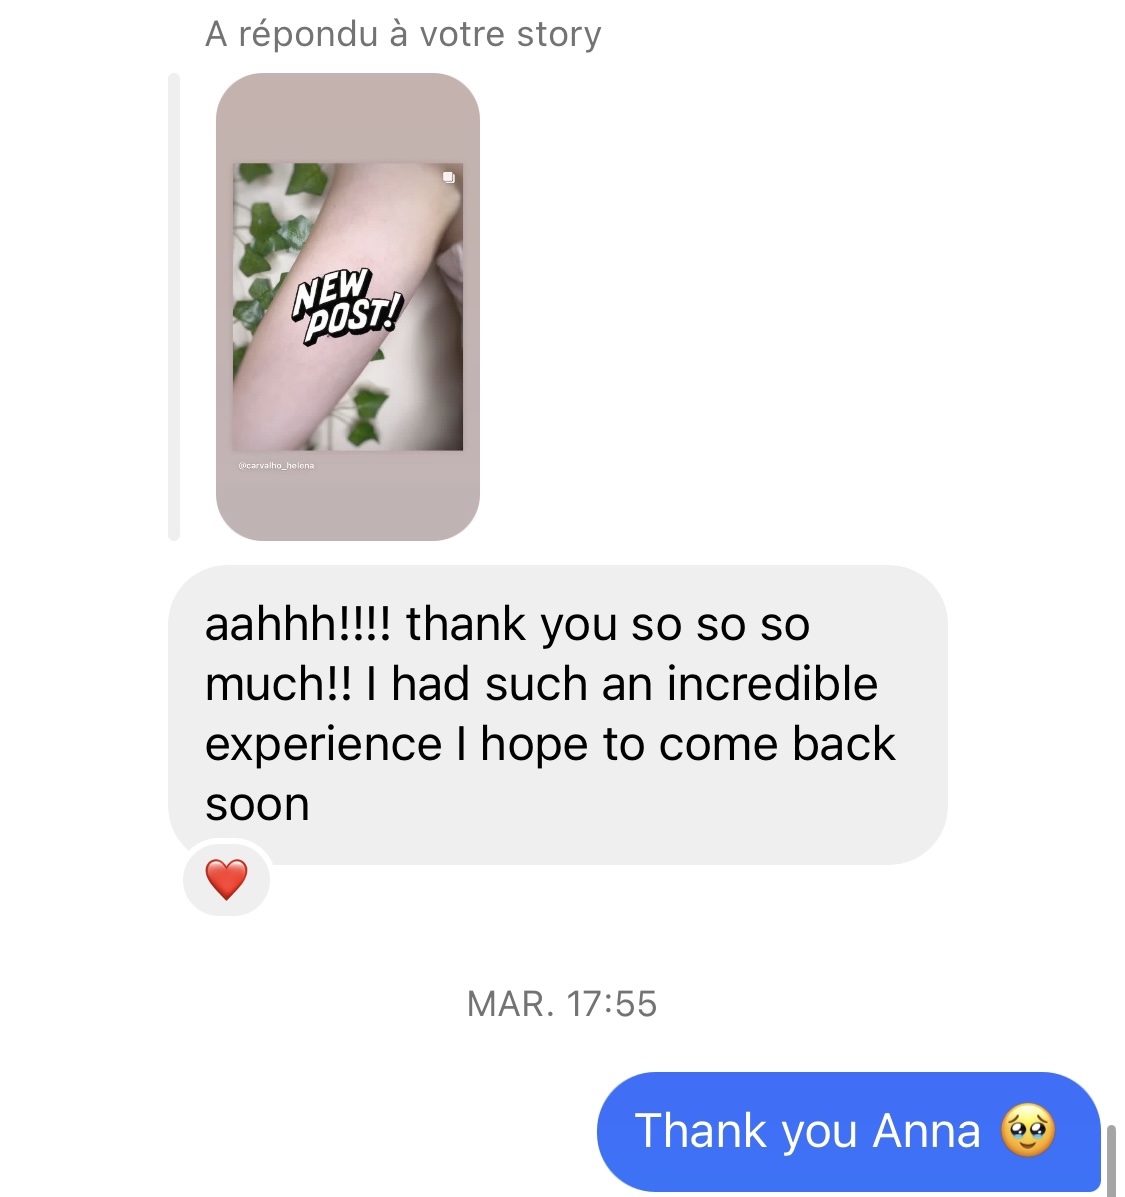 A répondu à votre story
NEW
POST!
@carvalho_helena
aahhh!!!! thank you so so so
much!! I had such an incredible
experience I hope to come back
soon
❤️
MAR. 17:55
Thank you Anna 🥹